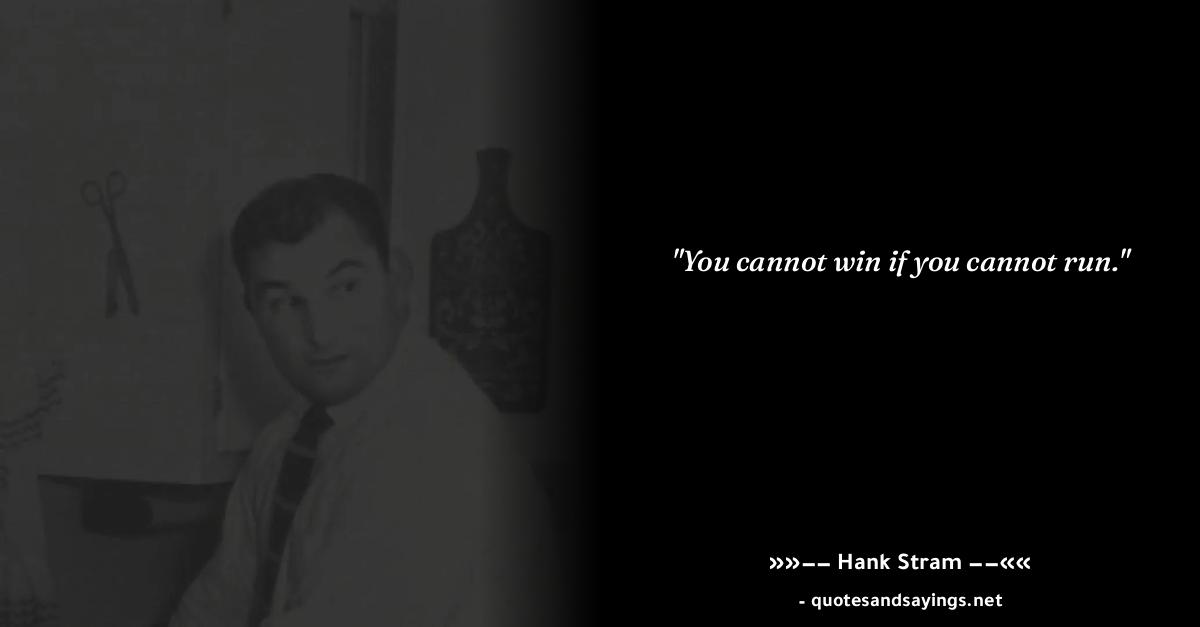 "You cannot win if you cannot run."
»»–– Hank Stram ––««
- quotesandsayings.net